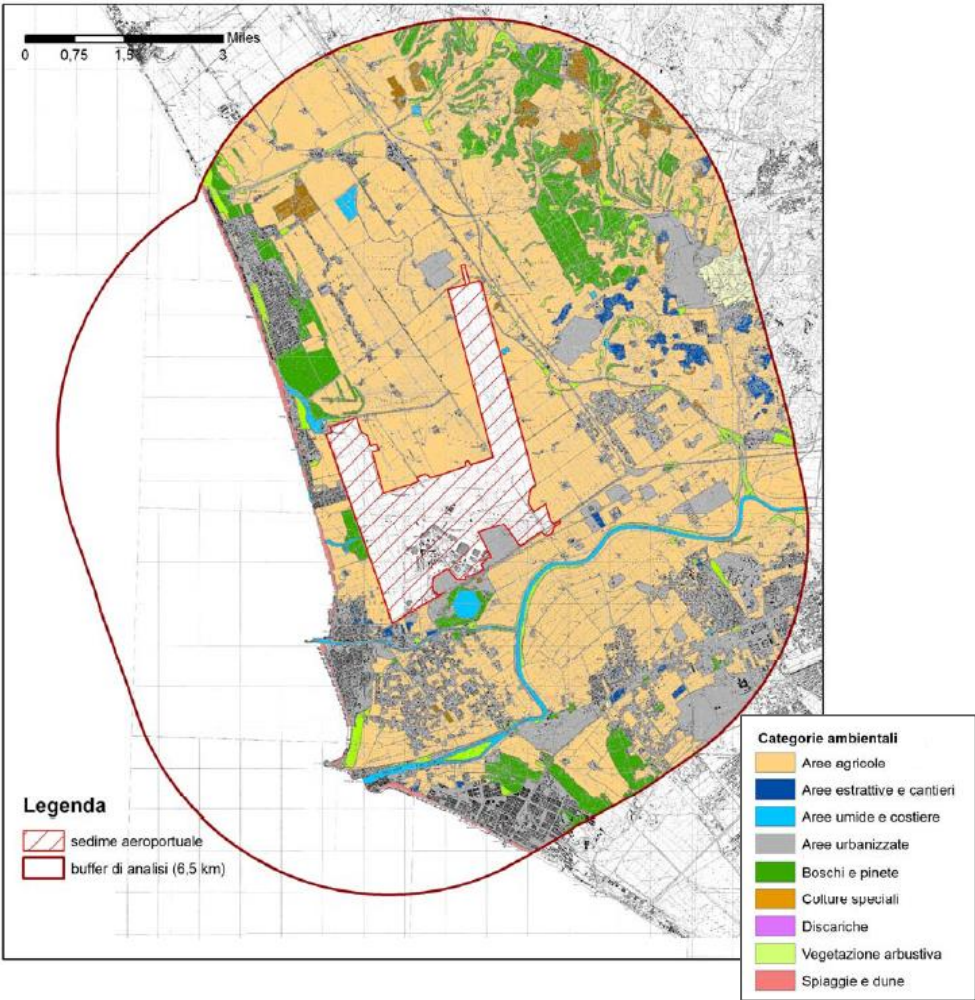 Miles
0 0,75 1,5 3
Legenda
sedime aeroportuale
buffer di analisi (6,5 km)
Categorie ambientali
Aree agricole
Aree estrattive e cantieri
Aree umide e costiere
Aree urbanizzate
Boschi e pinete
Colture speciali
Discariche
Vegetazione arbustiva
Spiaggie e dune